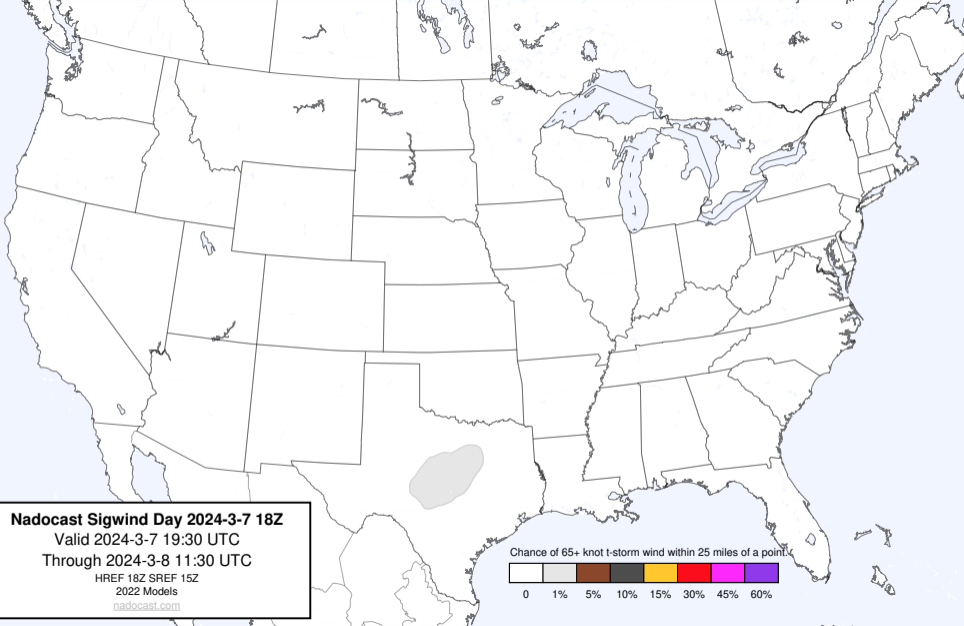 Nadocast Sigwind Day 2024-3-7 18Z
Valid 2024-3-7 19:30 UTC
Through 2024-3-8 11:30 UTC
HREF 18Z SREF 15Z
2022 Models
nadocast.com
Chance of 65+ knot t-storm wind within 25 miles of a point.
0 1% 5% 10% 15% 30% 45% 60%